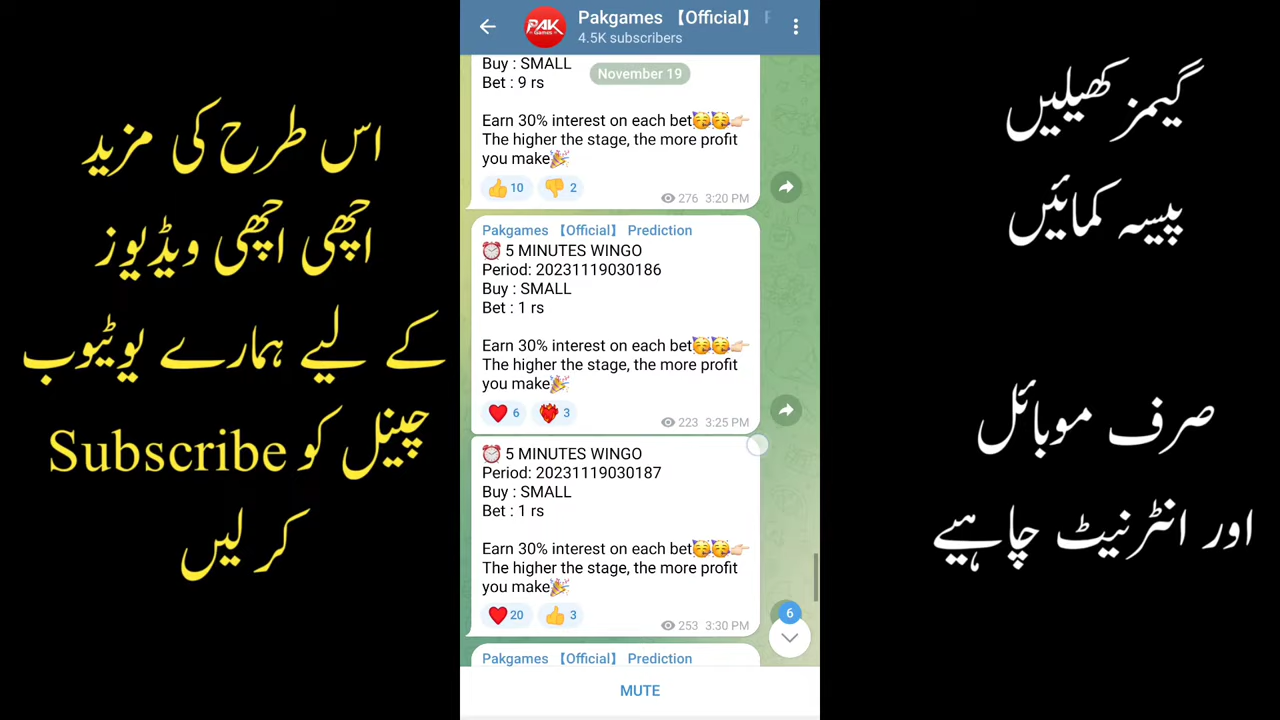 اس طرح کی مزید
اچھی اچھی ویڈیوز
کے لیے ہمارے یوٹیوب
چینل کو Subscribe
کر لیں
Pakgames 【Official】
4.5K subscribers
PAK
Games
November 19
Buy : SMALL
Bet : 9 rs
Earn 30% interest on each bet🥳🥳👉🏻
The higher the stage, the more profit
you make🎉
👍 10 👎 2
276 3:20 PM
Pakgames 【Official】 Prediction
⏰ 5 MINUTES WINGO
Period: 20231119030186
Buy : SMALL
Bet : 1 rs
Earn 30% interest on each bet🥳🥳👉🏻
The higher the stage, the more profit
you make🎉
❤️ 6 ❤️‍🔥 3
223 3:25 PM
⏰ 5 MINUTES WINGO
Period: 20231119030187
Buy : SMALL
Bet : 1 rs
Earn 30% interest on each bet🥳🥳👉🏻
The higher the stage, the more profit
you make🎉
❤️ 20 👍 3
253 3:30 PM
6
Pakgames 【Official】 Prediction
MUTE
گیمز کھیلیں
پیسہ کمائیں
صرف موبائل
اور انٹرنیٹ چاہیے